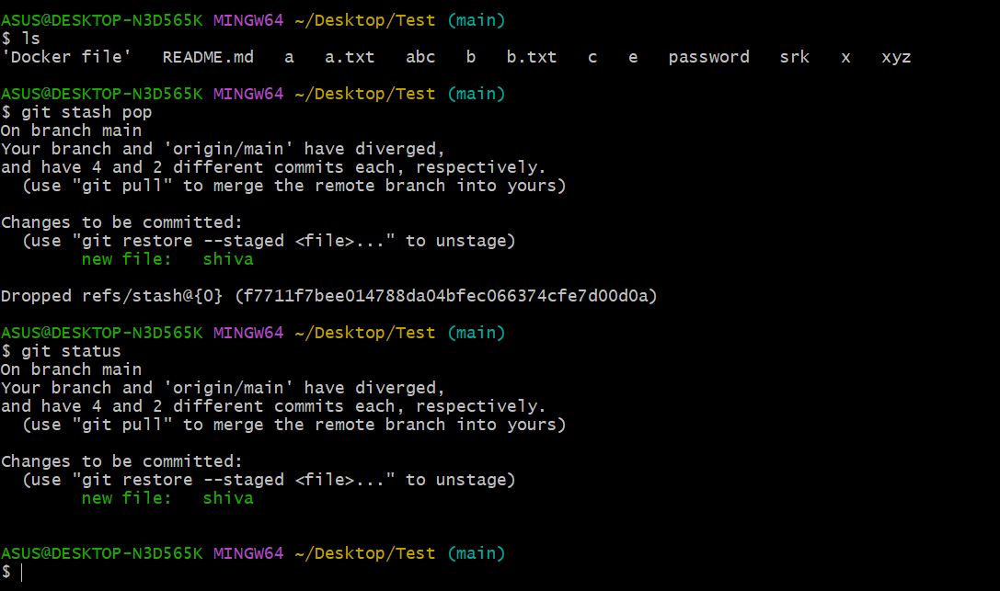 ASUS@DESKTOP-N3D565K MINGW64 ~/Desktop/Test (main)
$ ls
'Docker file'   README.md   a   a.txt   abc   b   b.txt   c   e   password   srk   x   xyz
ASUS@DESKTOP-N3D565K MINGW64 ~/Desktop/Test (main)
$ git stash pop
On branch main
Your branch and 'origin/main' have diverged,
and have 4 and 2 different commits each, respectively.
  (use "git pull" to merge the remote branch into yours)
Changes to be committed:
  (use "git restore --staged <file>..." to unstage)
        new file:   shiva
Dropped refs/stash@{0} (f7711f7bee014788da04bfec066374cfe7d00d0a)
ASUS@DESKTOP-N3D565K MINGW64 ~/Desktop/Test (main)
$ git status
On branch main
Your branch and 'origin/main' have diverged,
and have 4 and 2 different commits each, respectively.
  (use "git pull" to merge the remote branch into yours)
Changes to be committed:
  (use "git restore --staged <file>..." to unstage)
        new file:   shiva
ASUS@DESKTOP-N3D565K MINGW64 ~/Desktop/Test (main)
$